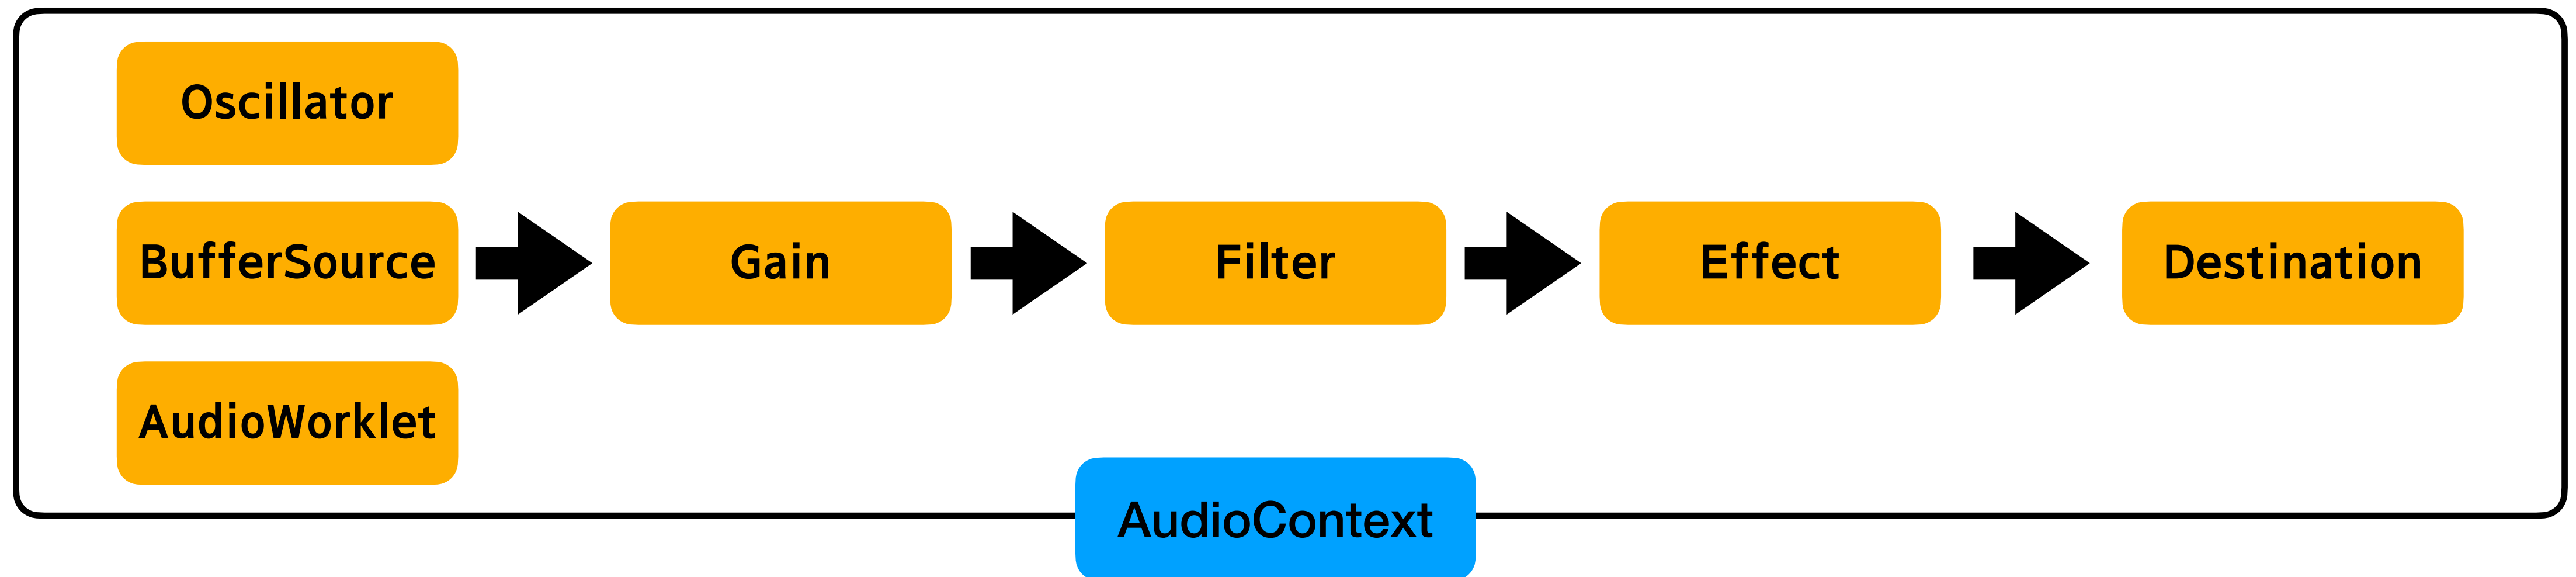 Oscillator
BufferSource
Gain
Filter
Effect
Destination
AudioWorklet
AudioContext